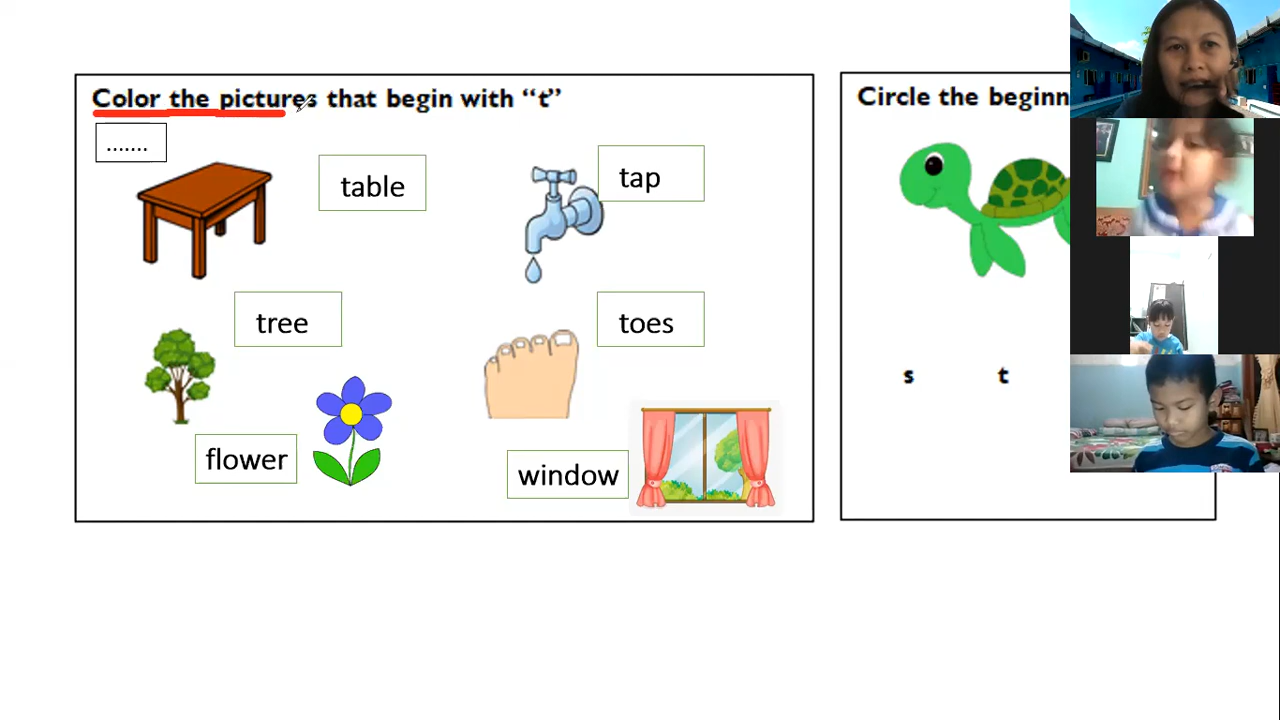 Color the pictures that begin with “t”
.......
table
tap
tree
toes
flower
window
Circle the beginn
s t